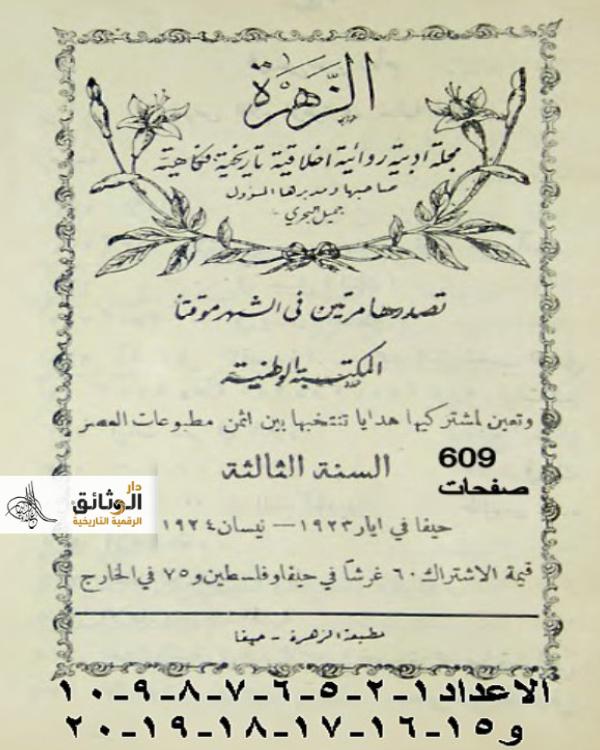 الزهرة
مجلة ادبية روائية اخلاقية تاريخية فكاهية
صاحبها ومديرها المسؤول
جميل البحري
تصدرها مرتين في الشهر موقتاً
المكتبة الوطنية
وتعين لمشتركيها هدايا تنتخبها بين اثمن مطبوعات العصر
السنة الثالثة
609
صفحات
دار
الوثائق
الرقمية التاريخية
حيفا في ايار ١٩٢٣ — نيسان ١٩٢٤
قيمة الاشتراك ٦٠ غرشاً في حيفا وفلسطين و ٧٥ في الخارج
مطبعة الزهرة - حيفا
الاعداد ١-٢-٥-٦-٧-٨-٩-١٠
و١٥-١٦-١٧-١٨-١٩-٢٠